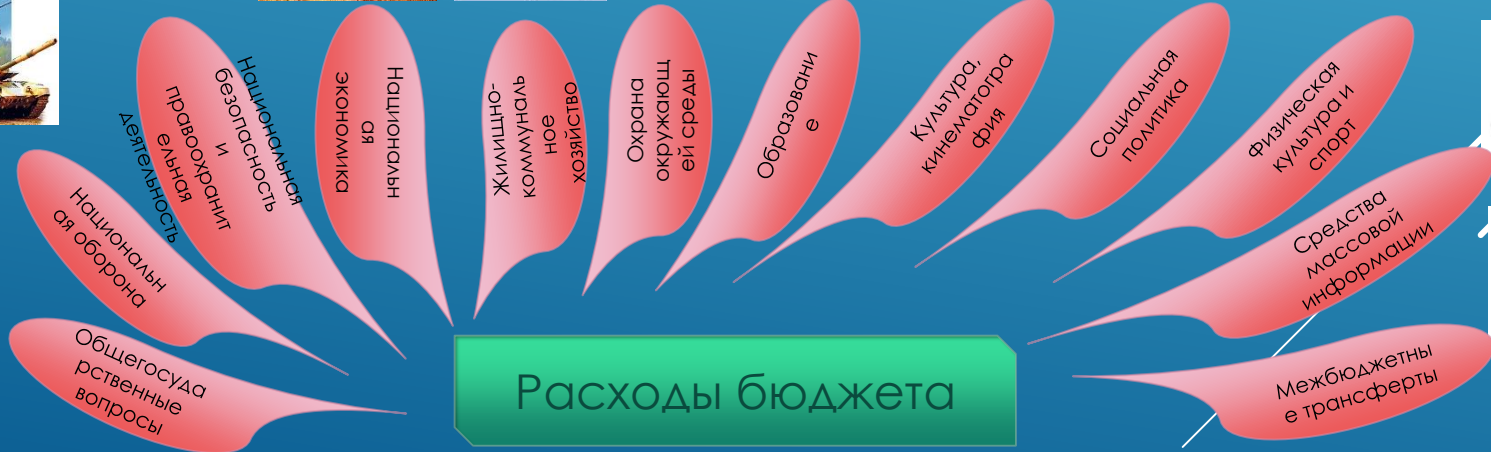 Общегосуда
рственные
вопросы
Национальн
ая оборона
Национальная
безопасность
и
правоохранит
ельная
деятельность
Национальн
ая
экономика
Жилищно-
коммуналь
ное
хозяйство
Охрана
окружающ
ей среды
Образовани
е
Культура,
кинематогра
фия
Социальная
политика
Физическая
культура и
спорт
Средства
массовой
информации
Межбюджетны
е трансферты
Расходы бюджета